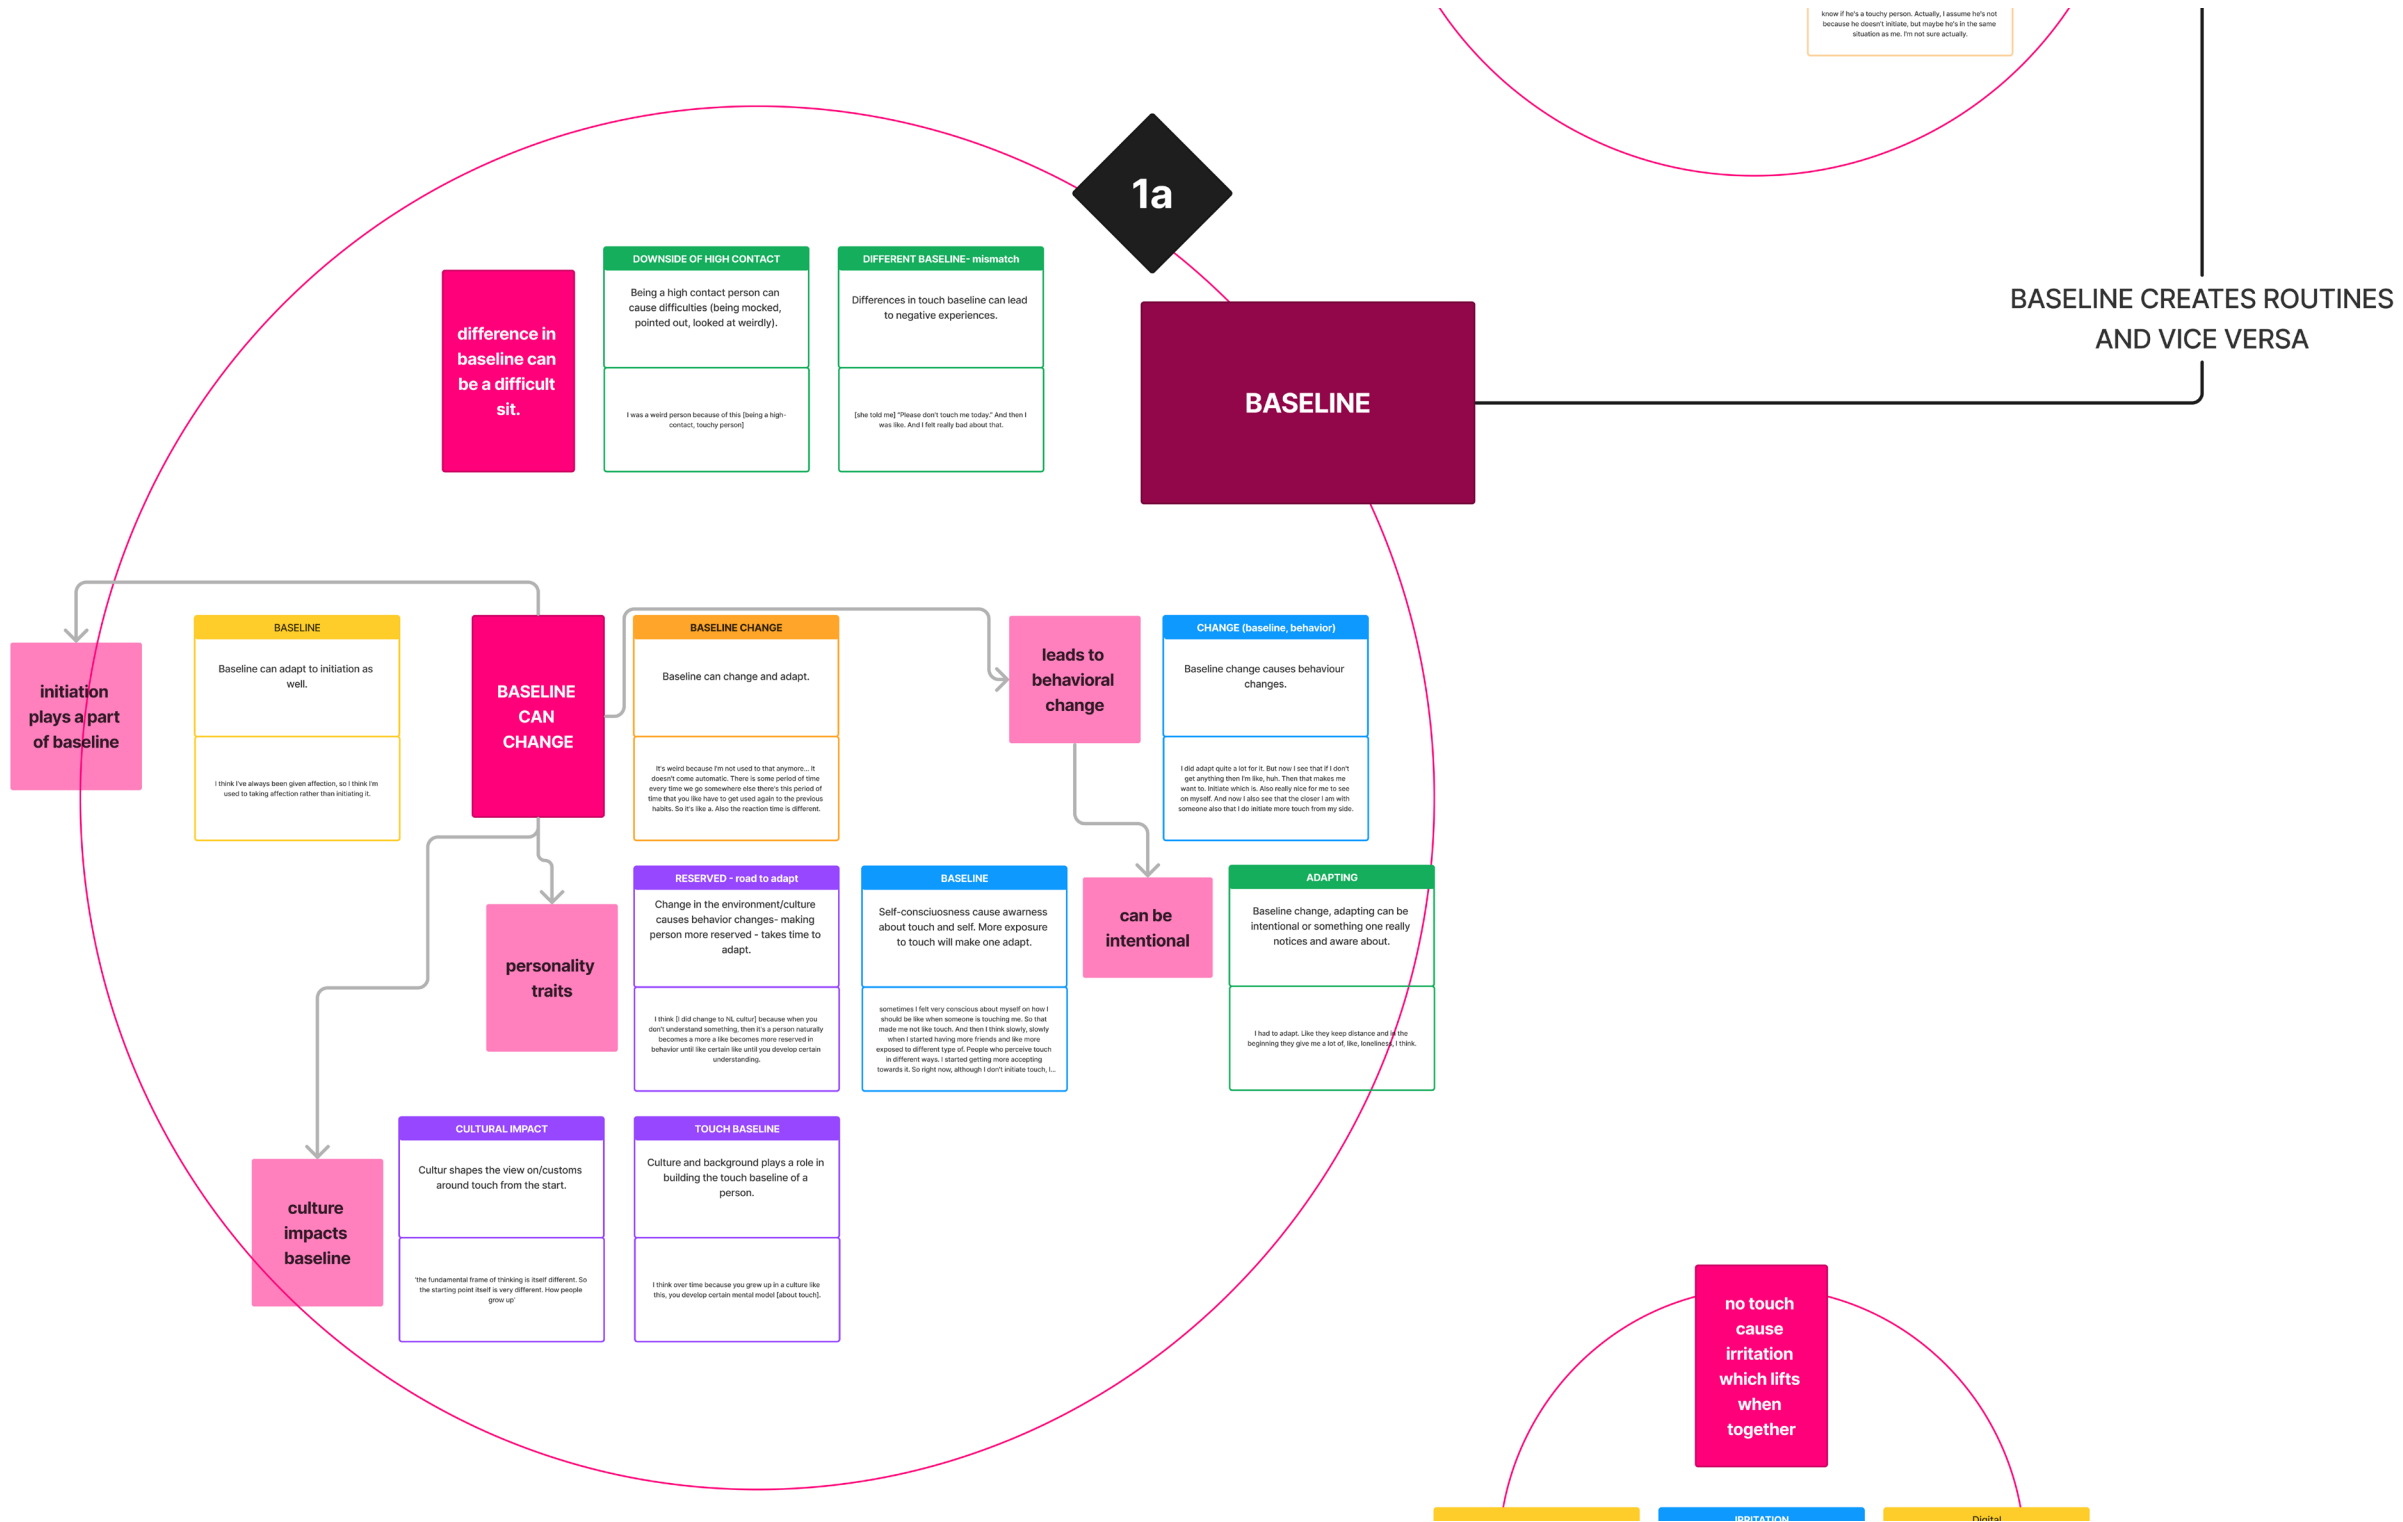 know if he's a touchy person. Actually, I assume he's not
because he doesn't initiate, but maybe he's in the same
situation as me. I'm not sure actually.
1a
BASELINE CREATES ROUTINES
AND VICE VERSA
BASELINE
difference in
baseline can
be a difficult
sit.
DOWNSIDE OF HIGH CONTACT
Being a high contact person can
cause difficulties (being mocked,
pointed out, looked at weirdly).
I was a weird person because of this [being a high-
contact, touchy person]
DIFFERENT BASELINE- mismatch
Differences in touch baseline can lead
to negative experiences.
[she told me] "Please don't touch me today." And then I
was like. And I felt really bad about that.
initiation
plays a part
of baseline
BASELINE
Baseline can adapt to initiation as
well.
I think I've always been given affection, so I think I'm
used to taking affection rather than initiating it.
BASELINE
CAN
CHANGE
BASELINE CHANGE
Baseline can change and adapt.
It's weird because I'm not used to that anymore... It
doesn't come automatic. There is some period of time
every time we go somewhere else there's this period of
time that you like have to get used again to the previous
habits. So it's like a. Also the reaction time is different.
leads to
behavioral
change
CHANGE (baseline, behavior)
Baseline change causes behaviour
changes.
I did adapt quite a lot for it. But now I see that if I don't
get anything then I'm like, huh. Then that makes me
want to. Initiate which is. Also really nice for me to see
on myself. And now I also see that the closer I am with
someone also that I do initiate more touch from my side.
personality
traits
RESERVED - road to adapt
Change in the environment/culture
causes behavior changes- making
person more reserved - takes time to
adapt.
I think [I did change to NL cultur] because when you
don't understand something, then it's a person naturally
becomes a more a like becomes more reserved in
behavior until like certain like until you develop certain
understanding.
BASELINE
Self-consciuosness cause awarness
about touch and self. More exposure
to touch will make one adapt.
sometimes I felt very conscious about myself on how I
should be like when someone is touching me. So that
made me not like touch. And then I think slowly, slowly
when I started having more friends and like more
exposed to different type of. People who perceive touch
in different ways. I started getting more accepting
towards it. So right now, although I don't initiate touch, I...
can be
intentional
ADAPTING
Baseline change, adapting can be
intentional or something one really
notices and aware about.
I had to adapt. Like they keep distance and in the
beginning they give me a lot of, like, loneliness, I think.
culture
impacts
baseline
CULTURAL IMPACT
Cultur shapes the view on/customs
around touch from the start.
'the fundamental frame of thinking is itself different. So
the starting point itself is very different. How people
grow up'
TOUCH BASELINE
Culture and background plays a role in
building the touch baseline of a
person.
I think over time because you grew up in a culture like
this, you develop certain mental model [about touch].
no touch
cause
irritation
which lifts
when
together
IRRITATION
Digital